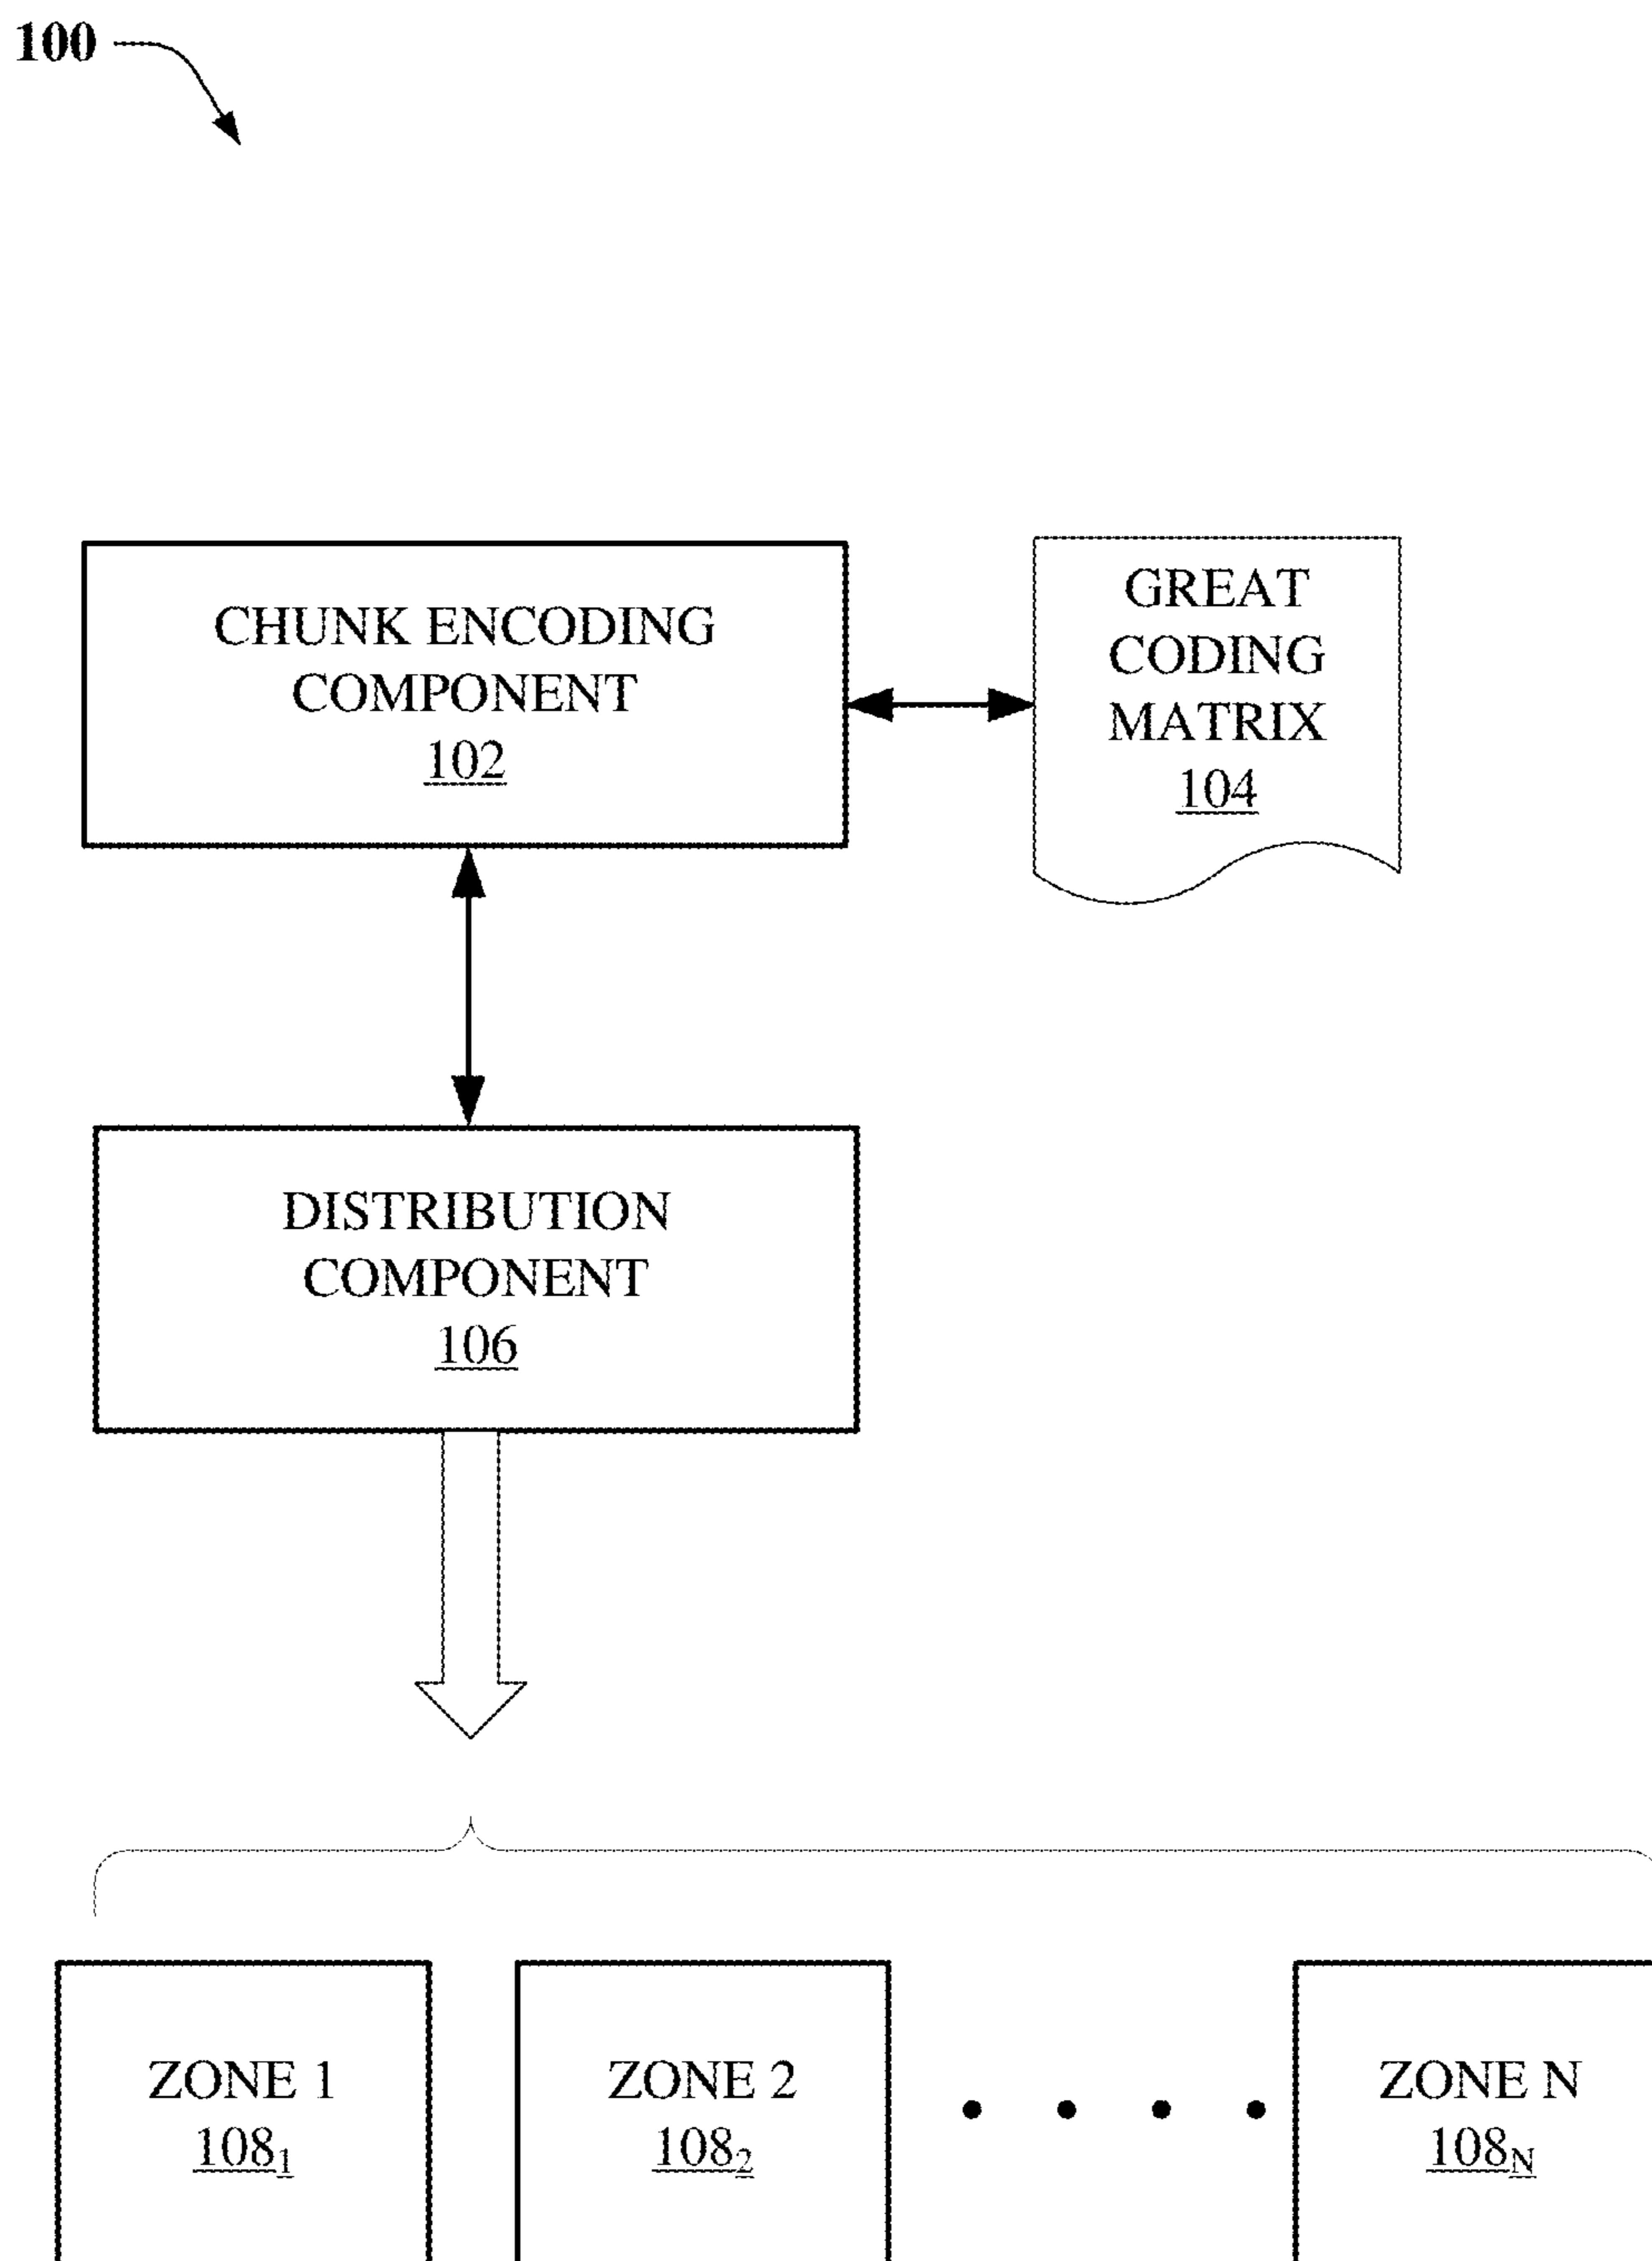 100
CHUNK ENCODING
COMPONENT
102
GREAT
CODING
MATRIX
104
DISTRIBUTION
COMPONENT
106
ZONE 1
108₁
ZONE 2
108₂
ZONE N
108N